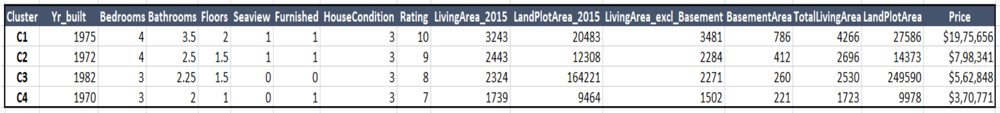 Cluster Yr_built Bedrooms Bathrooms Floors Seaview Furnished HouseCondition Rating LivingArea_2015 LandPlotArea_2015 LivingArea_excl_Basement BasementArea TotalLivingArea LandPlotArea Price
C1 1975 4 3.5 2 1 1 3 10 3243 20483 3481 786 4266 27586 $19,75,656
C2 1972 4 2.5 1.5 1 1 3 9 2443 12308 2284 412 2696 14373 $7,98,341
C3 1982 3 2.25 1.5 0 0 3 8 2324 164221 2271 260 2530 249590 $5,62,848
C4 1970 3 2 1 0 1 3 7 1739 9464 1502 221 1723 9978 $3,70,771